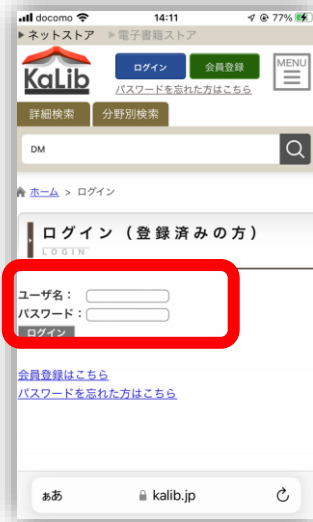 docomo 14:11 77%
▶ネットストア ▶電子書籍ストア
KaLib ログイン 会員登録 MENU
パスワードを忘れた方はこちら
詳細検索 分野別検索
DM
ホーム > ログイン
ログイン（登録済みの方）
LOGIN
ユーザ名：
パスワード：
ログイン
会員登録はこちら
パスワードを忘れた方はこちら
ぁあ kalib.jp